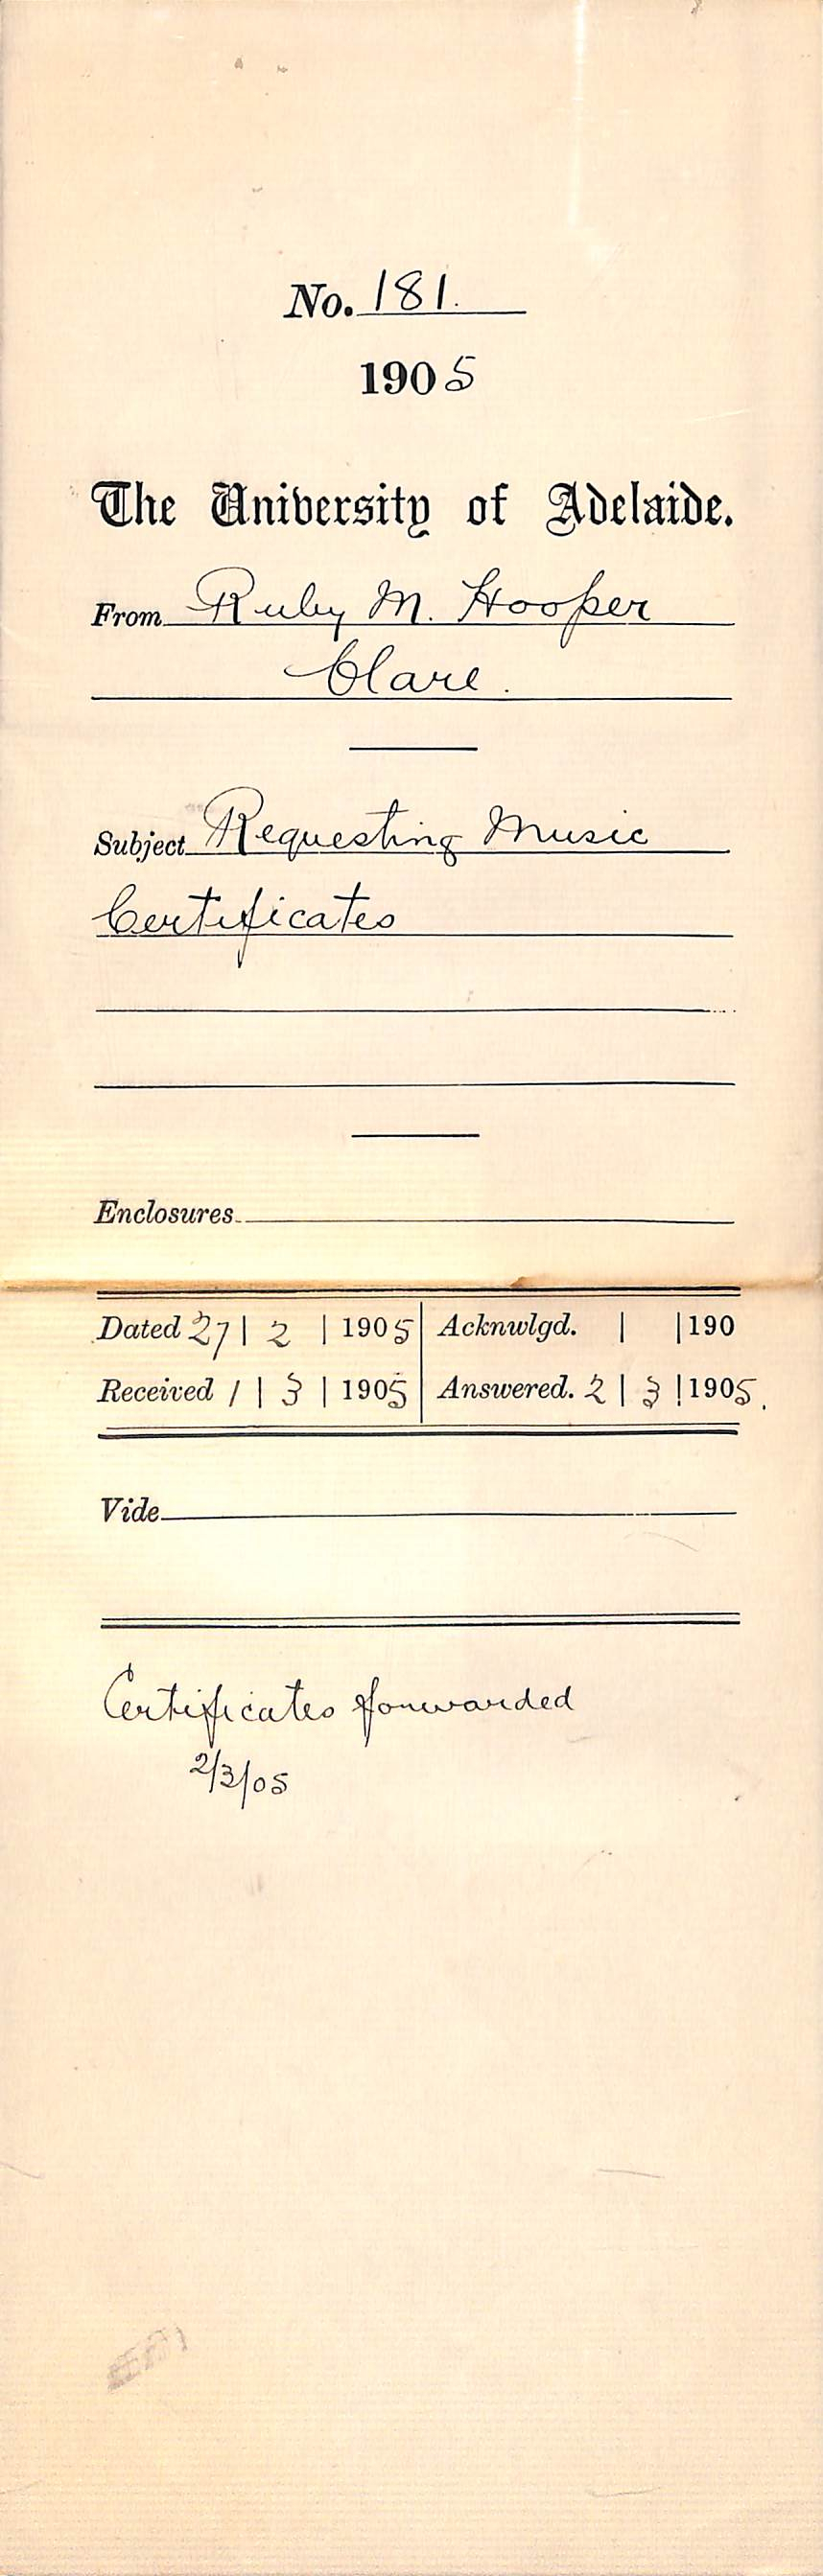 No. 181.
1905
The University of Adelaide.
From Ruby M. Hooper
Clare.
Subject Requesting Music
Certificates
Enclosures
Dated 27 | 2 | 1905 | Acknwlgd. | | 190
Received 1 | 3 | 1905 | Answered. 2 | 3 | 1905.
Vide
Certificates forwarded
2/3/05